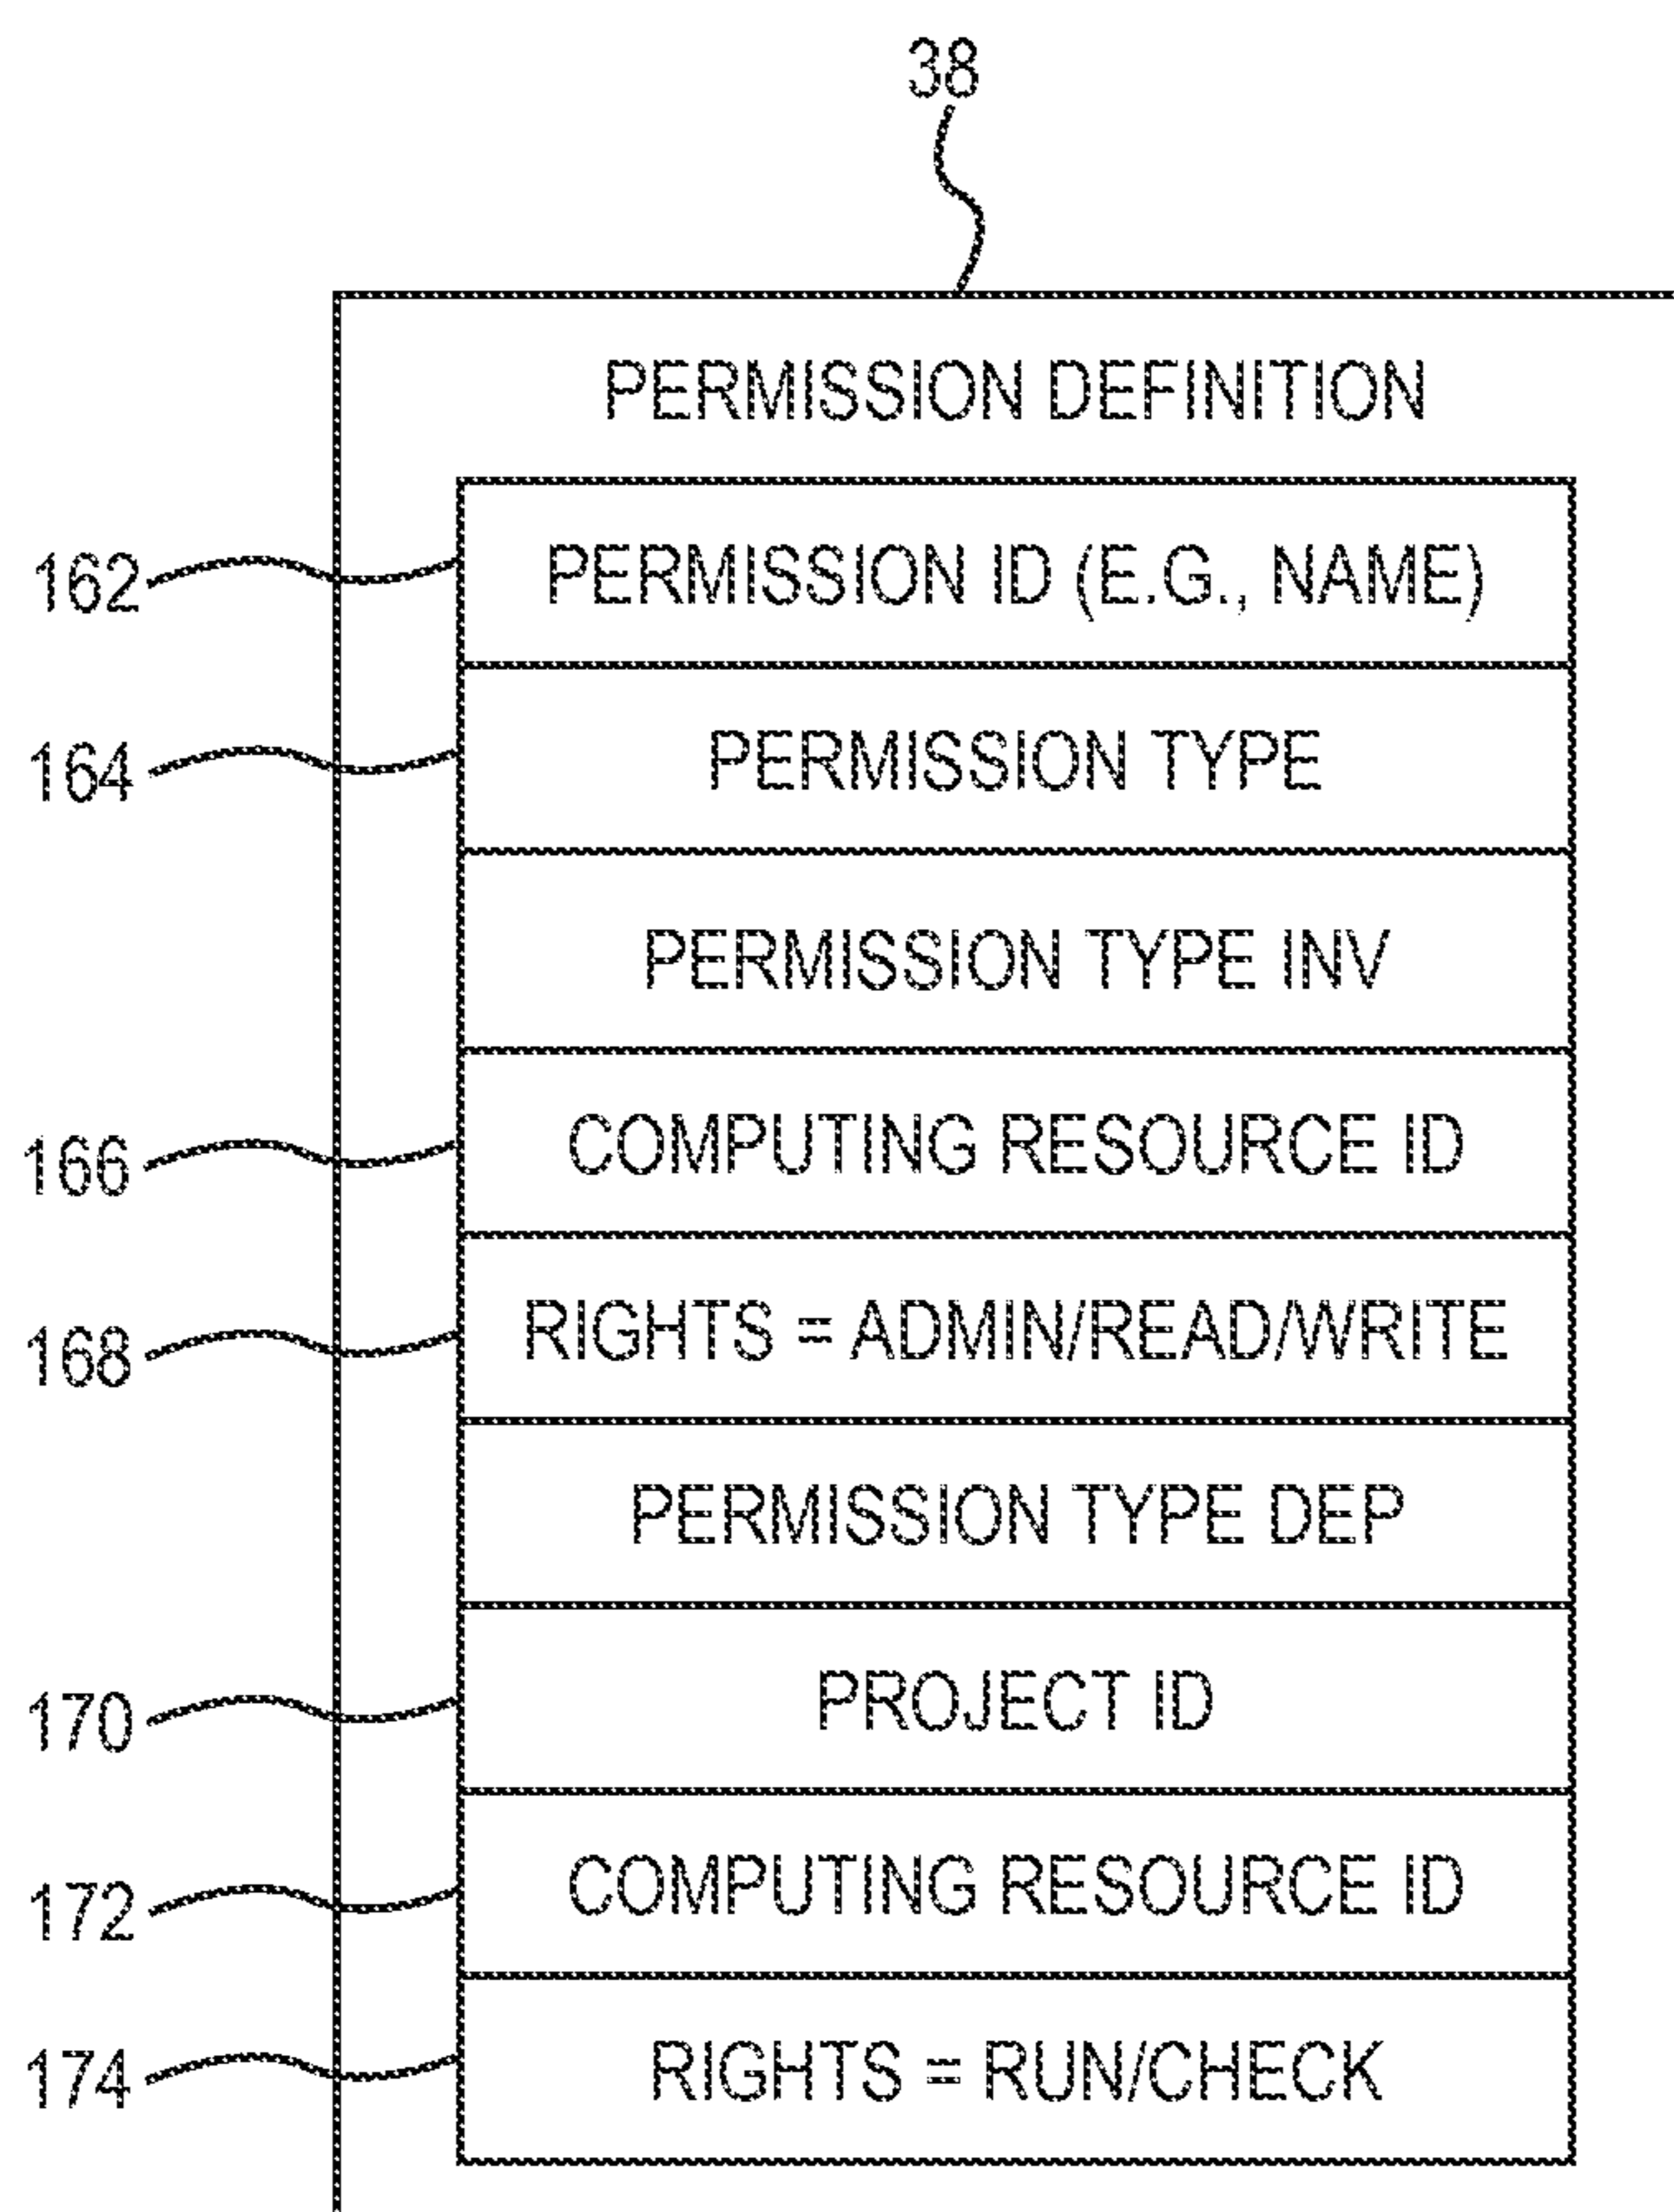 38
PERMISSION DEFINITION
162 PERMISSION ID (E.G., NAME)
164 PERMISSION TYPE
PERMISSION TYPE INV
166 COMPUTING RESOURCE ID
168 RIGHTS = ADMIN/READ/WRITE
PERMISSION TYPE DEP
170 PROJECT ID
172 COMPUTING RESOURCE ID
174 RIGHTS = RUN/CHECK